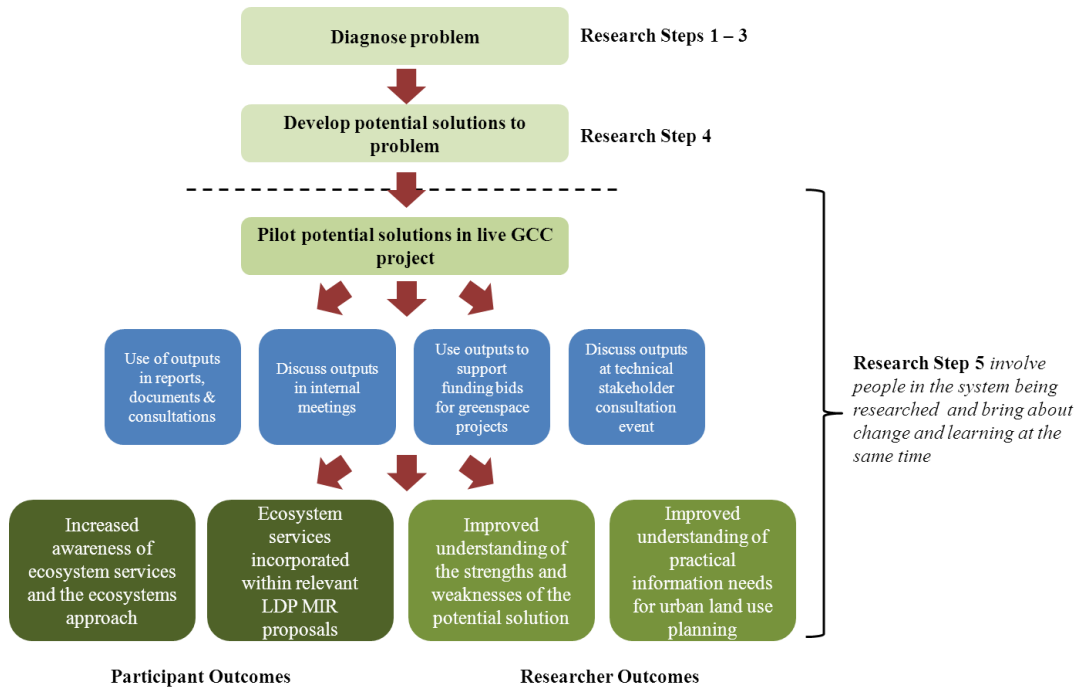 Diagnose problem
Research Steps 1 – 3
Develop potential solutions to
problem
Research Step 4
Pilot potential solutions in live GCC
project
Use of outputs
in reports,
documents &
consultations
Discuss outputs
in internal
meetings
Use outputs to
support
funding bids
for greenspace
projects
Discuss outputs
at technical
stakeholder
consultation
event
Research Step 5 involve
people in the system being
researched and bring about
change and learning at the
same time
Increased
awareness of
ecosystem services
and the ecosystems
approach
Ecosystem
services
incorporated
within relevant
LDP MIR
proposals
Improved
understanding of
the strengths and
weaknesses of the
potential solution
Improved
understanding of
practical
information needs
for urban land use
planning
Participant Outcomes
Researcher Outcomes